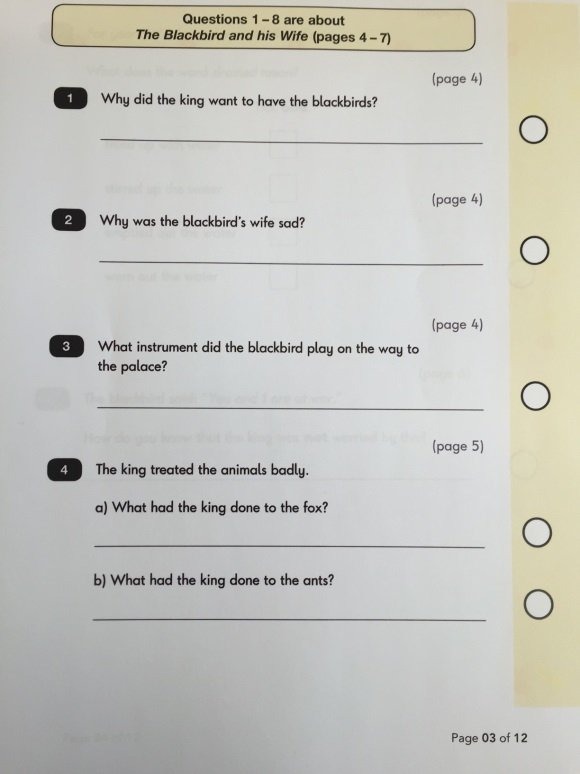 Questions 1 – 8 are about
The Blackbird and his Wife (pages 4 – 7)
(page 4)
1 Why did the king want to have the blackbirds?
(page 4)
2 Why was the blackbird's wife sad?
(page 4)
3 What instrument did the blackbird play on the way to
the palace?
(page 5)
4 The king treated the animals badly.
a) What had the king done to the fox?
b) What had the king done to the ants?
Page 03 of 12